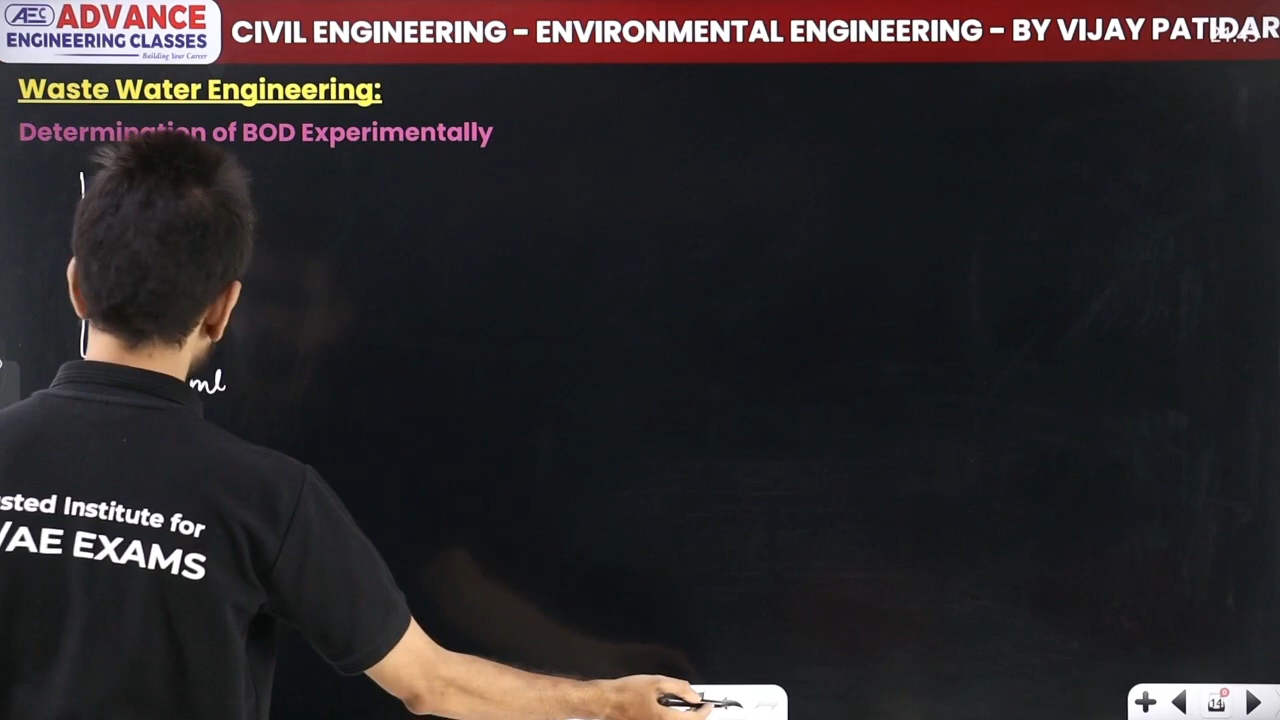 AEC ADVANCE
ENGINEERING CLASSES
Building Your Career
CIVIL ENGINEERING - ENVIRONMENTAL ENGINEERING - BY VIJAY PATIDAR
Waste Water Engineering:
Determination of BOD Experimentally
ml
sted Institute for
/AE EXAMS
14